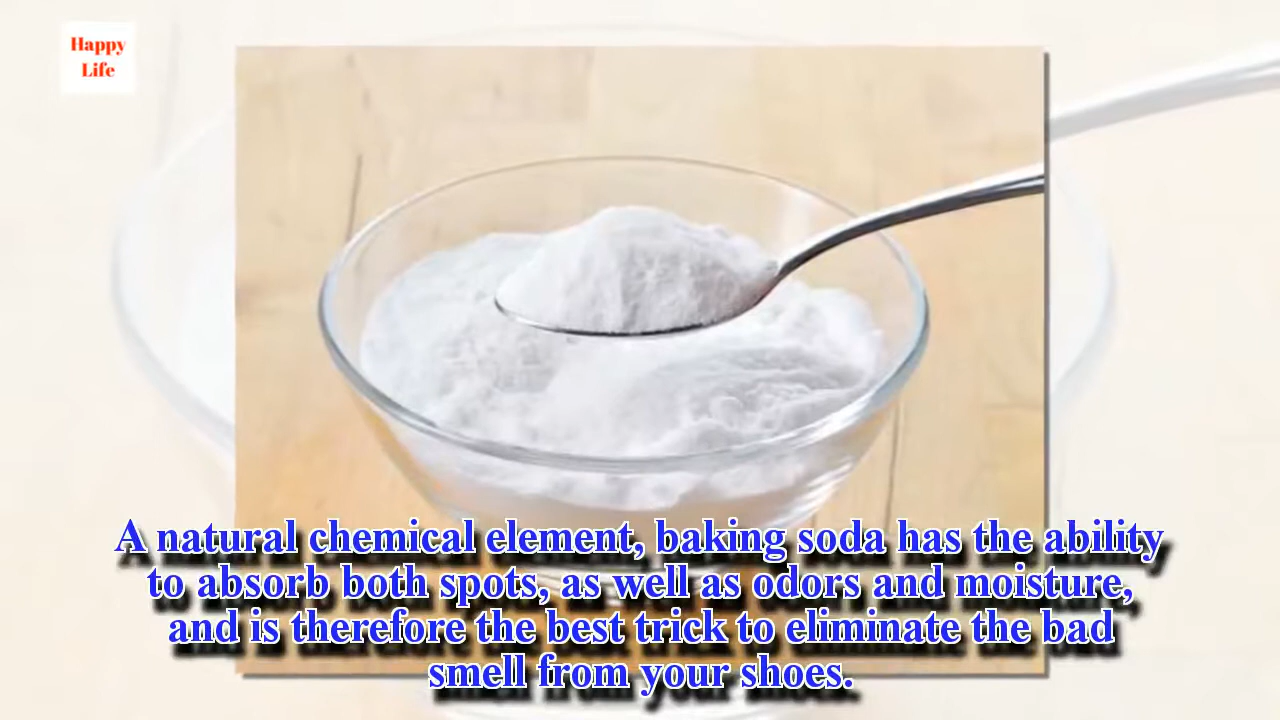 Happy
Life
A natural chemical element, baking soda has the ability
to absorb both spots, as well as odors and moisture,
and is therefore the best trick to eliminate the bad
smell from your shoes.